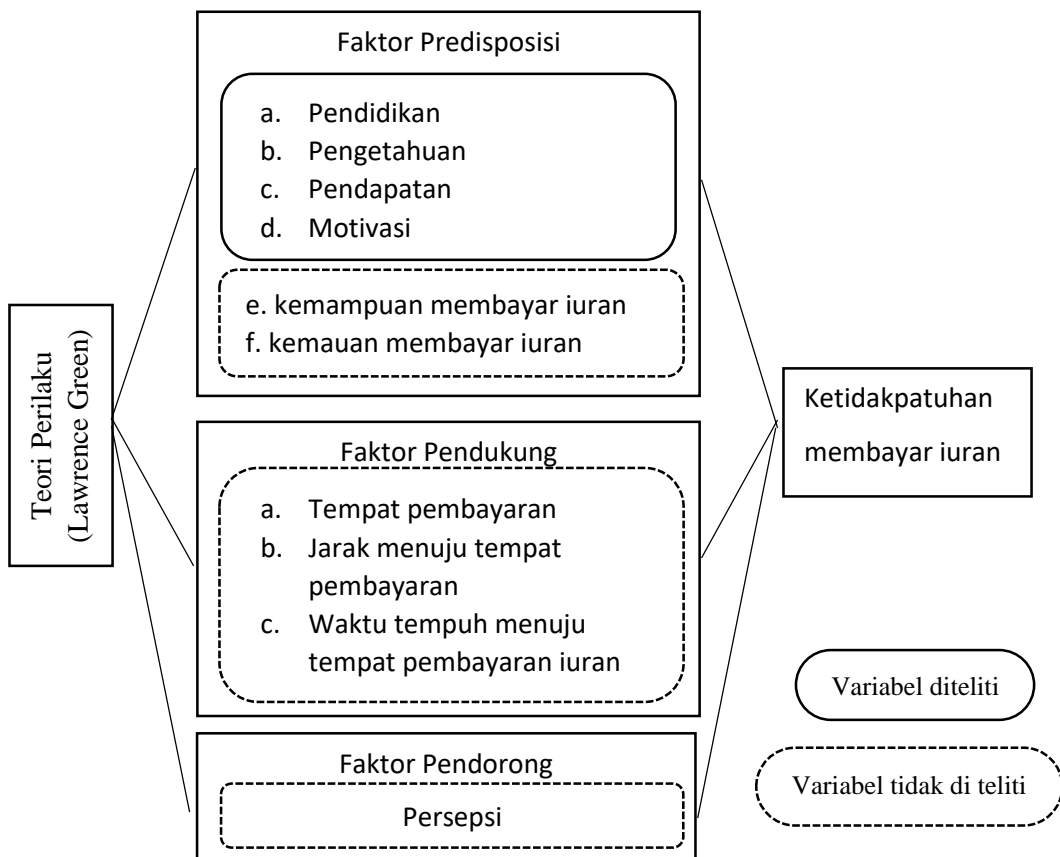 Teori Perilaku
(Lawrence Green)
Faktor Predisposisi
a. Pendidikan
b. Pengetahuan
c. Pendapatan
d. Motivasi
e. kemampuan membayar iuran
f. kemauan membayar iuran
Faktor Pendukung
a. Tempat pembayaran
b. Jarak menuju tempat
pembayaran
c. Waktu tempuh menuju
tempat pembayaran iuran
Faktor Pendorong
Persepsi
Ketidakpatuhan
membayar iuran
Variabel diteliti
Variabel tidak di teliti